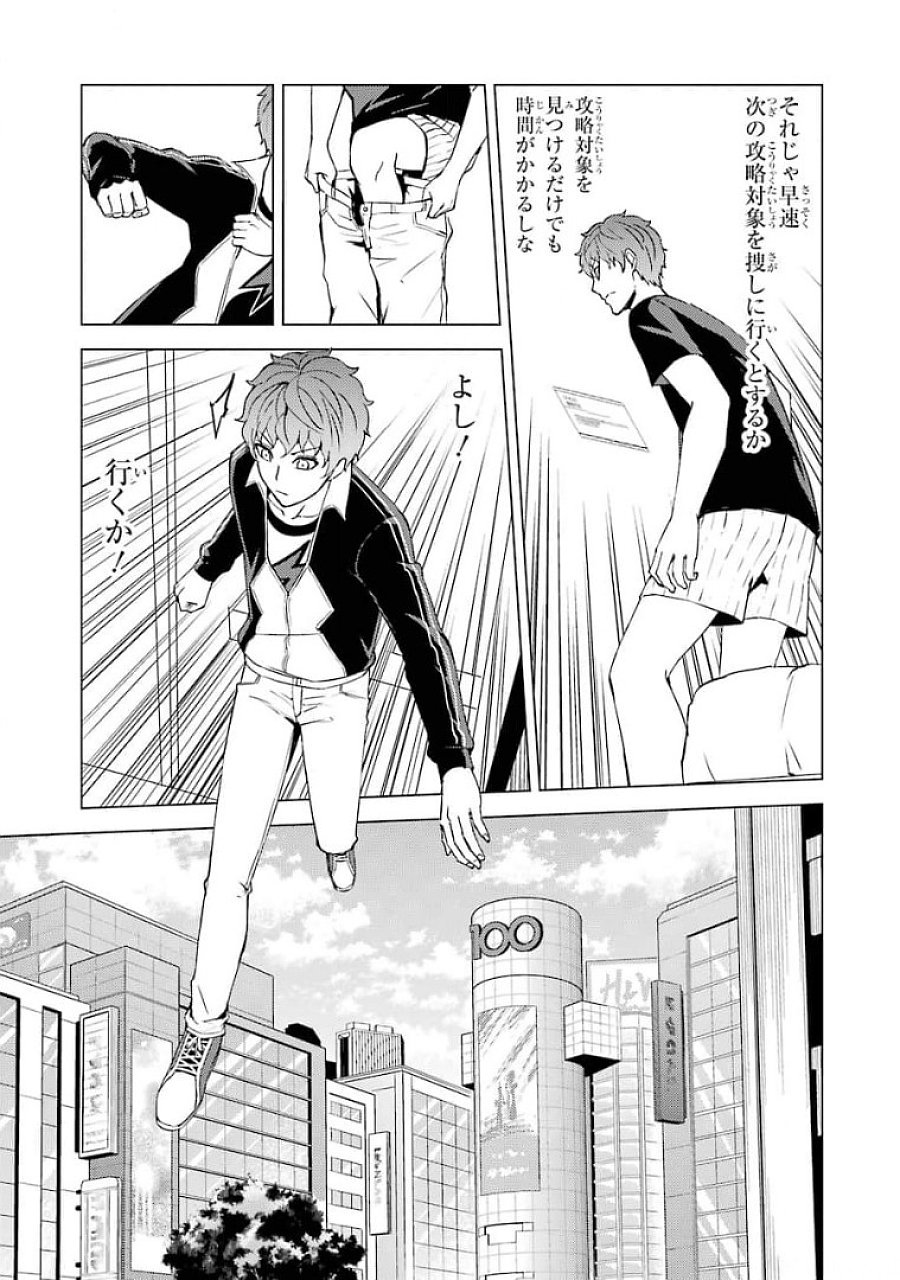 それじゃ早速
次の攻略対象を捜しに行くとするか
攻略対象を
見つけるだけでも
時間がかかるしな
よし!
行くか!
100